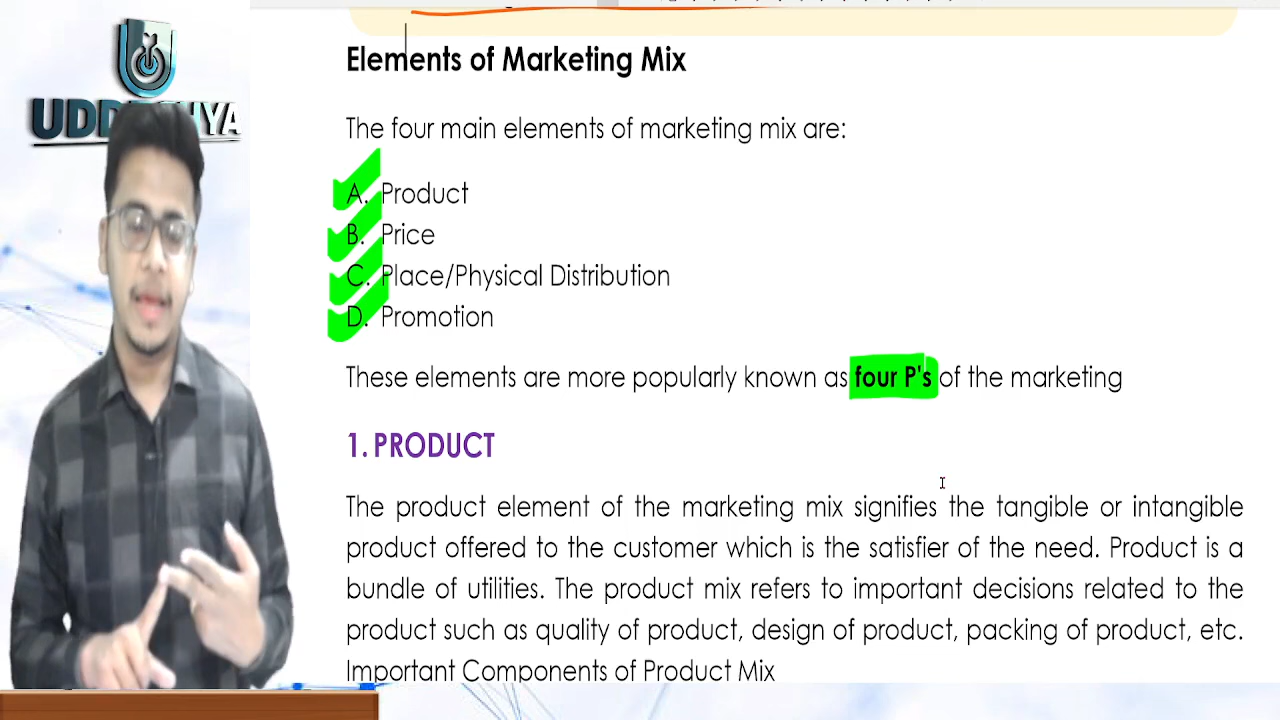 Elements of Marketing Mix
The four main elements of marketing mix are:
A. Product
B. Price
C. Place/Physical Distribution
D. Promotion
These elements are more popularly known as four P's of the marketing
1. PRODUCT
The product element of the marketing mix signifies the tangible or intangible
product offered to the customer which is the satisfier of the need. Product is a
bundle of utilities. The product mix refers to important decisions related to the
product such as quality of product, design of product, packing of product, etc.
Important Components of Product Mix